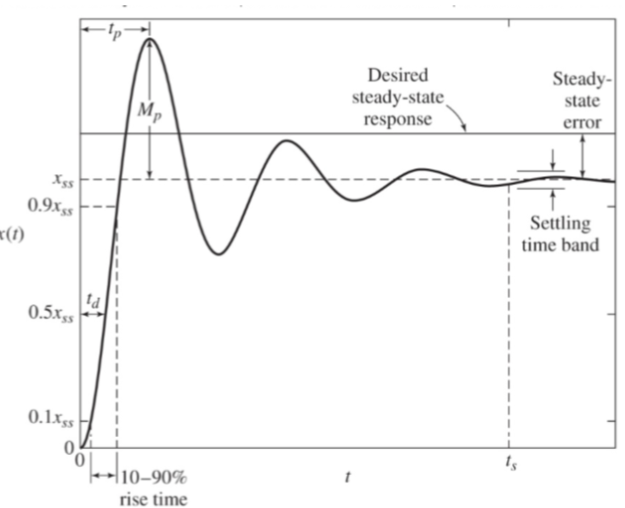 t_p
Desired
steady-state
response
Steady-
state
error
M_p
x_ss
0.9x_ss
x(t)
Settling
time band
t_d
0.5x_ss
0.1x_ss
0
0
10–90%
rise time
t
t_s